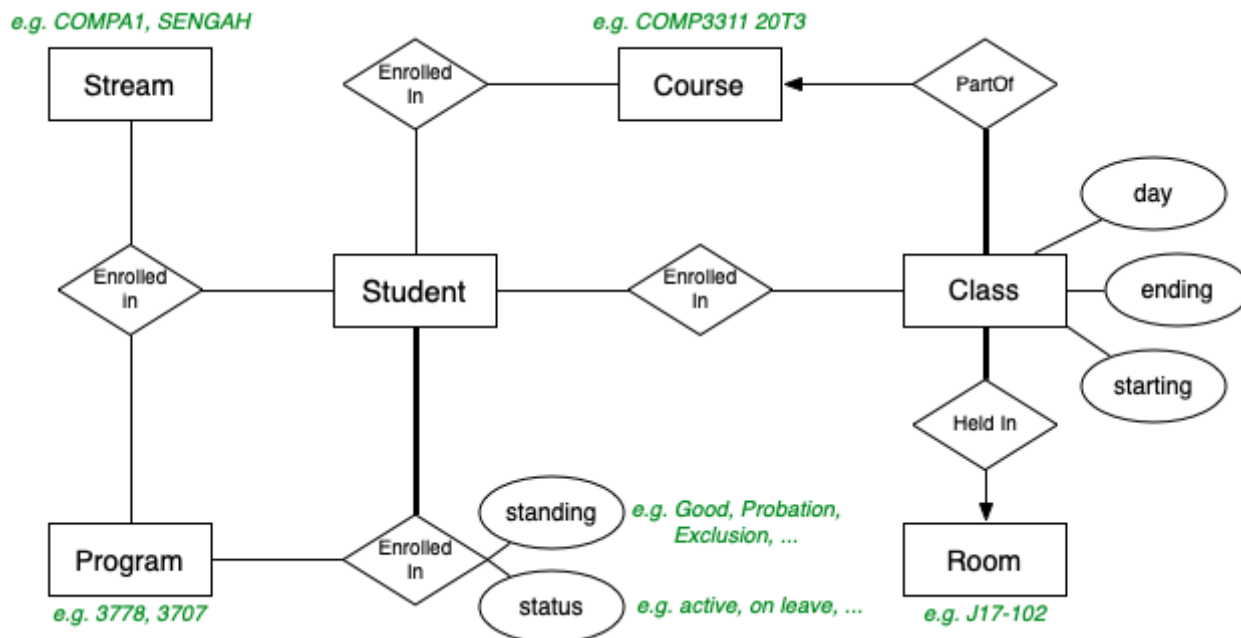 e.g. COMPA1, SENGAH
e.g. COMP3311 20T3
Stream
Enrolled
In
Course
PartOf
day
Enrolled
in
Student
Enrolled
In
Class
ending
starting
Held In
standing
e.g. Good, Probation,
Exclusion, ...
Program
Enrolled
In
Room
status
e.g. 3778, 3707
e.g. active, on leave, ...
e.g. J17-102